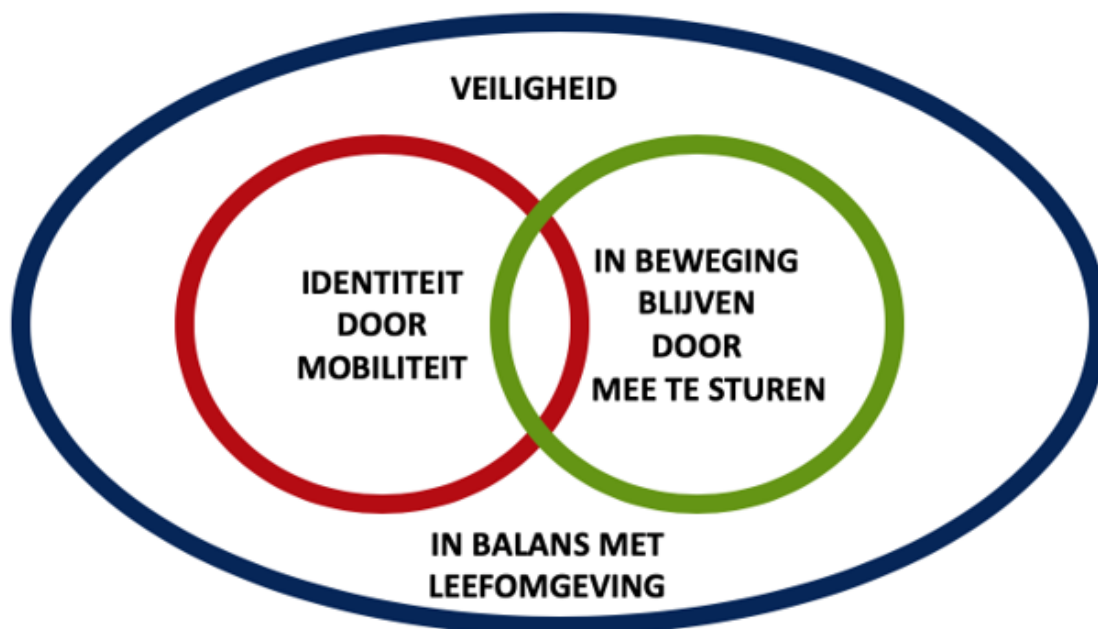 VEILIGHEID
IDENTITEIT
DOOR
MOBILITEIT
IN BEWEGING
BLIJVEN
DOOR
MEE TE STUREN
IN BALANS MET
LEEFOMGEVING